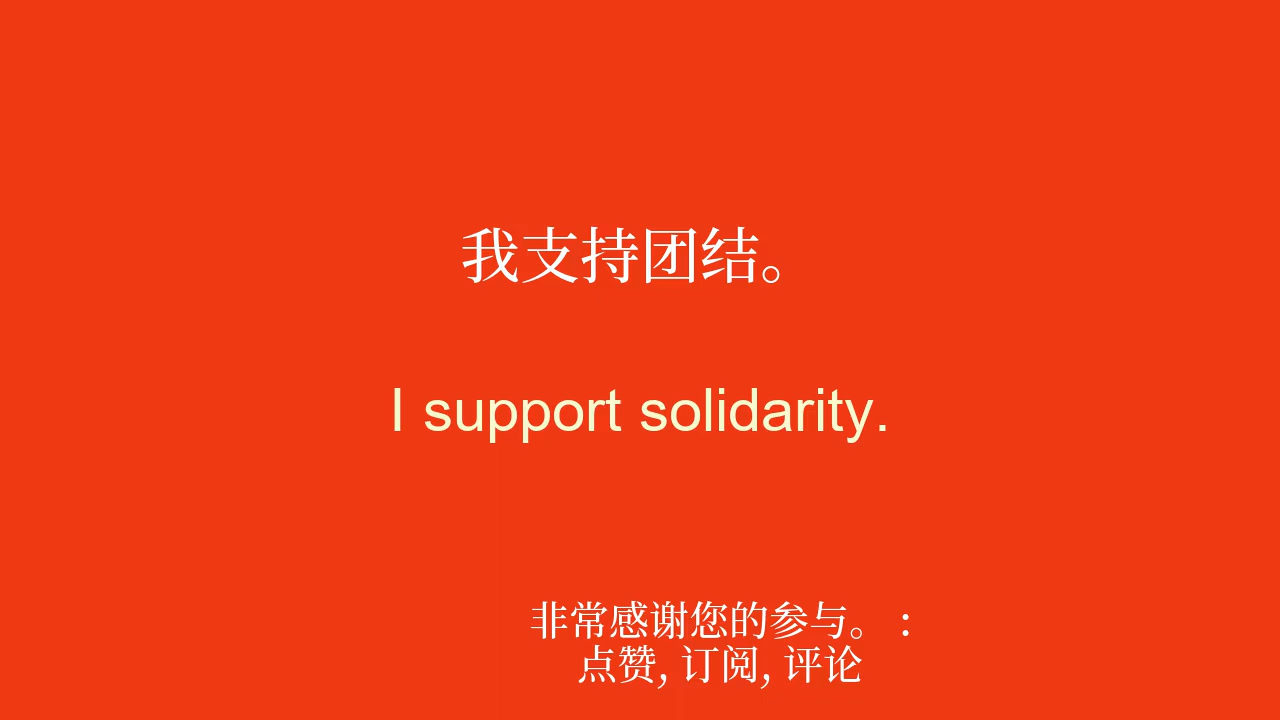 我支持团结。
I support solidarity.
非常感谢您的参与。 :
点赞, 订阅, 评论